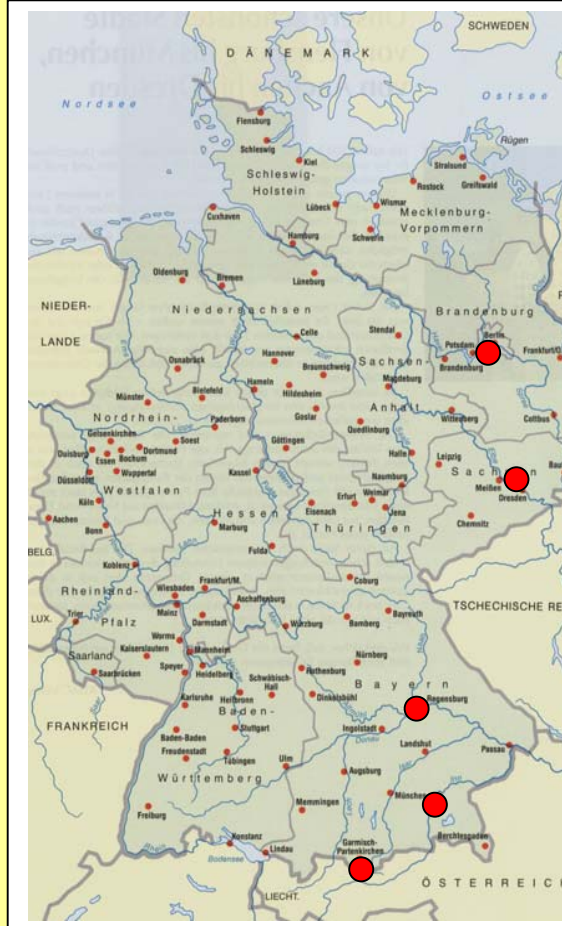 SCHWEDEN
DÄNEMARK
Nordsee
Ostsee
Flensburg
Rügen
Schleswig
Kiel
Stralsund
Schleswig-
Holstein
Rostock
Greifswald
Cuxhaven
Lübeck
Wismar
Mecklenburg-
Vorpommern
Hamburg
Schwerin
Oldenburg
Bremen
Lüneburg
NIEDER-
LANDE
Niedersachsen
Brandenburg
Celle
Stendal
Berlin
Potsdam
Frankfurt/O.
Brandenburg
Osnabrück
Hannover
Sachsen-
Anhalt
Braunschweig
Magdeburg
Münster
Bielefeld
Hameln
Hildesheim
Nordrhein-
Westfalen
Paderborn
Goslar
Quedlinburg
Wittenberg
Cottbus
Gelsenkirchen
Soest
Göttingen
Duisburg
Essen
Bochum
Dortmund
Halle
Leipzig
Sachsen
Düsseldorf
Wuppertal
Kassel
Naumburg
Meißen
Dresden
Köln
Hessen
Eisenach
Erfurt
Weimar
Jena
Aachen
Bonn
Marburg
Thüringen
Chemnitz
BELG.
Koblenz
Fulda
Rheinland-
Pfalz
Wiesbaden
Frankfurt/M.
Coburg
LUX.
Trier
Mainz
Aschaffenburg
Bayreuth
TSCHECHISCHE RE
Darmstadt
Würzburg
Bamberg
Worms
Saarland
Kaiserslautern
Mannheim
Nürnberg
Saarbrücken
Speyer
Heidelberg
Schwäbisch-
Hall
Rothenburg
Bayern
Karlsruhe
Heilbronn
Dinkelsbühl
Regensburg
FRANKREICH
Baden-
Württemberg
Stuttgart
Ingolstadt
Donau
Baden-Baden
Landshut
Passau
Freudenstadt
Tübingen
Ulm
Augsburg
Isar
Inn
Lech
Memmingen
München
Freiburg
Konstanz
Berchtesgaden
Rhein
Bodensee
Lindau
Garmisch-
Partenkirchen
LIECHT.
ÖSTERREIC